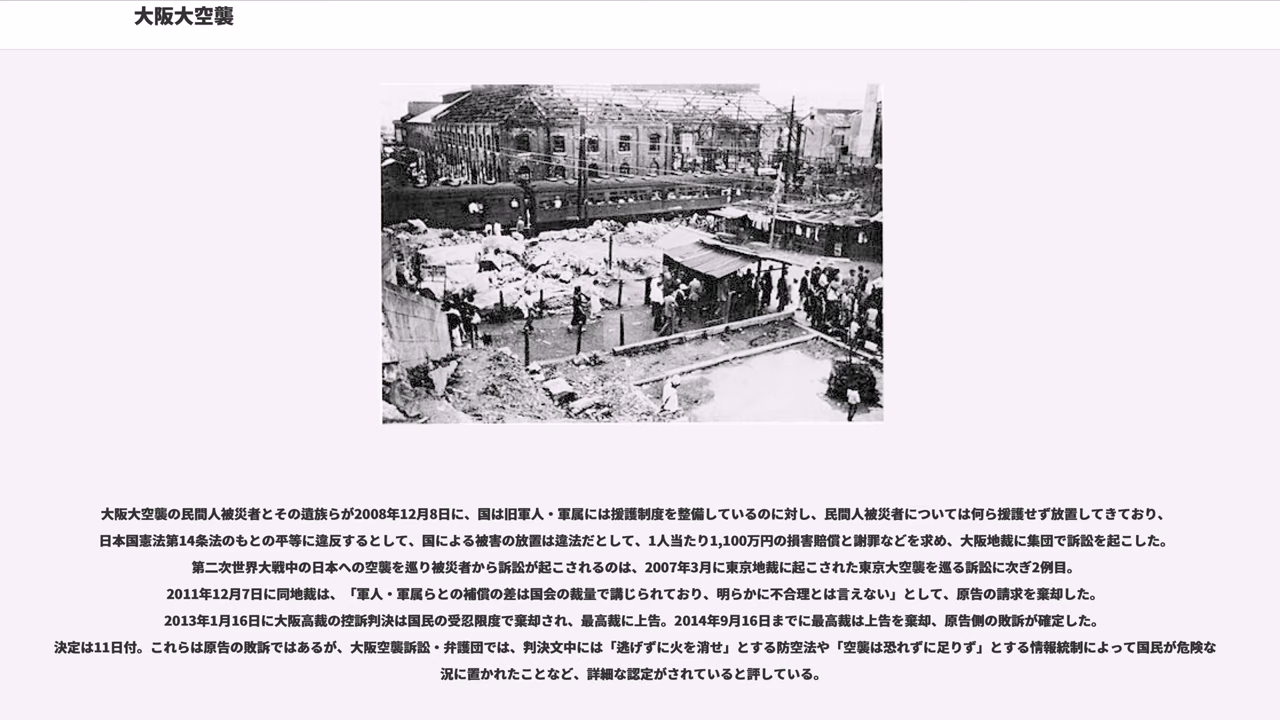 大阪大空襲
大阪大空襲の民間人被災者とその遺族らが2008年12月8日に、国は旧軍人・軍属には援護制度を整備しているのに対し、民間人被災者については何ら援護せず放置してきており、
日本国憲法第14条法のもとの平等に違反するとして、国による被害の放置は違法だとして、1人当たり1,100万円の損害賠償と謝罪などを求め、大阪地裁に集団で訴訟を起こした。
第二次世界大戦中の日本への空襲を巡り被災者から訴訟が起こされるのは、2007年3月に東京地裁に起こされた東京大空襲を巡る訴訟に次ぎ2例目。
2011年12月7日に同地裁は、「軍人・軍属らとの補償の差は国会の裁量で講じられており、明らかに不合理とは言えない」として、原告の請求を棄却した。
2013年1月16日に大阪高裁の控訴判決は国民の受忍限度で棄却され、最高裁に上告。2014年9月16日までに最高裁は上告を棄却、原告側の敗訴が確定した。
決定は11日付。これらは原告の敗訴ではあるが、大阪空襲訴訟・弁護団では、判決文中には「逃げずに火を消せ」とする防空法や「空襲は恐れずに足りず」とする情報統制によって国民が危険な
況に置かれたことなど、詳細な認定がされていると評している。